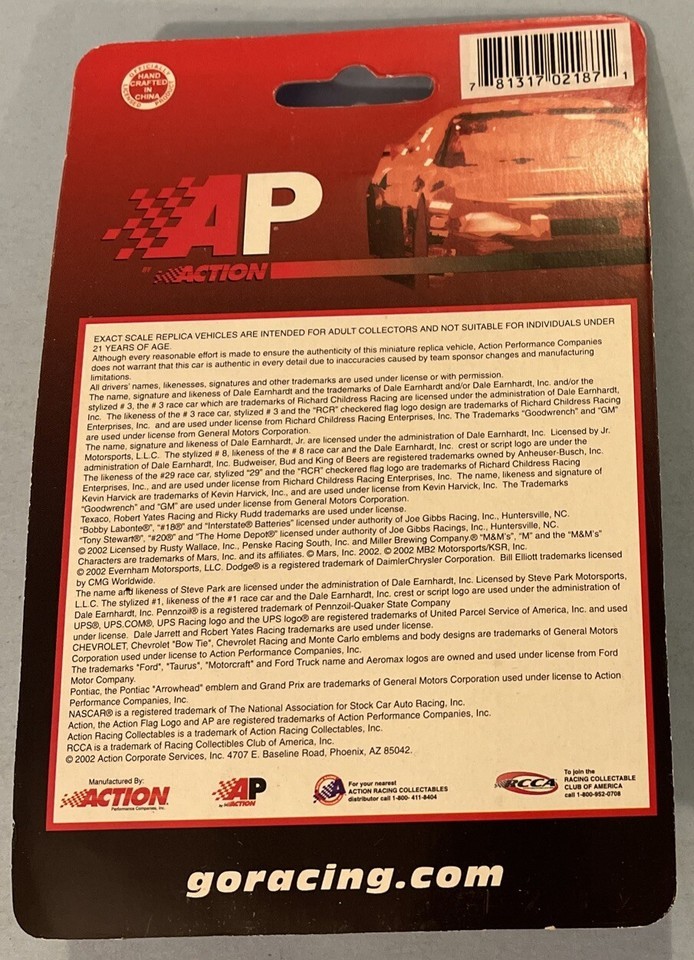 OFFICIALLY
HAND
CRAFTED
IN
CHINA
LICENSED PRODUCT
7 81317 02187 1
AP
BY ACTION
EXACT SCALE REPLICA VEHICLES ARE INTENDED FOR ADULT COLLECTORS AND NOT SUITABLE FOR INDIVIDUALS UNDER
21 YEARS OF AGE.
Although every reasonable effort is made to ensure the authenticity of this miniature replica vehicle, Action Performance Companies
does not warrant that this car is authentic in every detail due to inaccuracies caused by team sponsor changes and manufacturing
limitations.
All drivers' names, likenesses, signatures and other trademarks are used under license or with permission.
The name, signature and likeness of Dale Earnhardt and the trademarks of Dale Earnhardt and/or Dale Earnhardt, Inc. and/or the
stylized # 3, the # 3 race car which are trademarks of Richard Childress Racing are licensed under the administration of Dale Earnhardt,
Inc. The likeness of the # 3 race car, stylized # 3 and the "RCR" checkered flag logo design are trademarks of Richard Childress Racing
Enterprises, Inc. and are used under license from Richard Childress Racing Enterprises, Inc. The Trademarks "Goodwrench" and "GM"
are used under license from General Motors Corporation.
The name, signature and likeness of Dale Earnhardt, Jr. are licensed under the administration of Dale Earnhardt, Inc. Licensed by Jr.
Motorsports, L.L.C. The stylized # 8, likeness of the # 8 race car and the Dale Earnhardt, Inc. crest or script logo are under the
administration of Dale Earnhardt, Inc. Budweiser, Bud and King of Beers are registered trademarks owned by Anheuser-Busch, Inc.
The likeness of the #29 race car, stylized "29" and the "RCR" checkered flag logo are trademarks of Richard Childress Racing
Enterprises, Inc., and are used under license from Richard Childress Racing Enterprises, Inc. The name, likeness and signature of
Kevin Harvick are trademarks of Kevin Harvick, Inc., and are used under license from Kevin Harvick, Inc. The Trademarks
"Goodwrench" and "GM" are used under license from General Motors Corporation.
Texaco, Robert Yates Racing and Ricky Rudd trademarks are used under license.
"Bobby Labonte®", "#18®" and "Interstate® Batteries" licensed under authority of Joe Gibbs Racing, Inc., Huntersville, NC.
"Tony Stewart®", "#20®" and "The Home Depot®" licensed under authority of Joe Gibbs Racings, Inc., Huntersville, NC.
© 2002 Licensed by Rusty Wallace, Inc., Penske Racing South, Inc. and Miller Brewing Company.® "M&M's", "M" and the "M&M's"
Characters are trademarks of Mars, Inc. and its affiliates. © Mars, Inc. 2002. © 2002 MB2 Motorsports/KSR, Inc.
© 2002 Evernham Motorsports, LLC. Dodge® is a registered trademark of DaimlerChrysler Corporation. Bill Elliott trademarks licensed
by CMG Worldwide.
The name and likeness of Steve Park are licensed under the administration of Dale Earnhardt, Inc. Licensed by Steve Park Motorsports,
L.L.C. The stylized #1, likeness of the #1 race car and the Dale Earnhardt, Inc. crest or script logo are used under the administration of
Dale Earnhardt, Inc. Pennzoil® is a registered trademark of Pennzoil-Quaker State Company
UPS®, UPS.COM®, UPS Racing logo and the UPS logo® are registered trademarks of United Parcel Service of America, Inc. and used
under license. Dale Jarrett and Robert Yates Racing trademarks are used under license.
CHEVROLET, Chevrolet "Bow Tie", Chevrolet Racing and Monte Carlo emblems and body designs are trademarks of General Motors
Corporation used under license to Action Performance Companies, Inc.
The trademarks "Ford", "Taurus", "Motorcraft" and Ford Truck name and Aeromax logos are owned and used under license from Ford
Motor Company.
Pontiac, the Pontiac "Arrowhead" emblem and Grand Prix are trademarks of General Motors Corporation used under license to Action
Performance Companies, Inc.
NASCAR® is a registered trademark of The National Association for Stock Car Auto Racing, Inc.
Action, the Action Flag Logo and AP are registered trademarks of Action Performance Companies, Inc.
Action Racing Collectables is a trademark of Action Racing Collectables, Inc.
RCCA is a trademark of Racing Collectibles Club of America, Inc.
© 2002 Action Corporate Services, Inc. 4707 E. Baseline Road, Phoenix, AZ 85042.
Manufactured By:
ACTION
Performance Companies, Inc.
AP
BY ACTION
For your nearest
ACTION RACING COLLECTABLES
distributor call 1-800- 411-8404
RCCA
To join the
RACING COLLECTABLE
CLUB OF AMERICA
call 1-800-952-0708
goracing.com